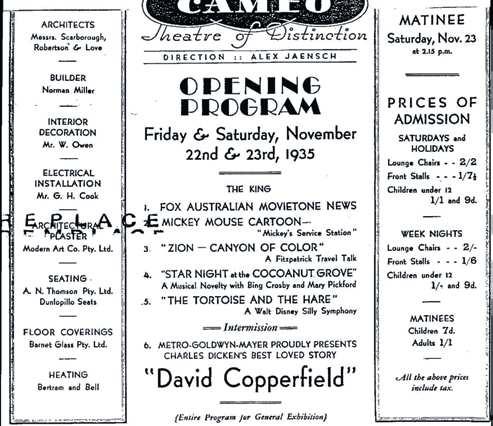 ARCHITECTS
Messrs. Scarborough,
Robertson & Love
BUILDER
Norman Miller
INTERIOR
DECORATION
Mr. W. Owen
ELECTRICAL
INSTALLATION
Mr. G. H. Cook
REPLACE
ARCHITECTURAL
PLASTER
Modern Art Co. Pty. Ltd.
SEATING
A. N. Thomson Pty. Ltd.
Dunlopillo Seats
FLOOR COVERINGS
Barnet Glass Pty. Ltd.
HEATING
Bertram and Bell
CAMEO
Theatre of Distinction
DIRECTION :: ALEX JAENSCH
OPENING
PROGRAM
Friday & Saturday, November
22nd & 23rd, 1935
THE KING
1. FOX AUSTRALIAN MOVIETONE NEWS
MICKEY MOUSE CARTOON—
"Mickey's Service Station"
3. "ZION — CANYON OF COLOR"
A Fitzpatrick Travel Talk
4. "STAR NIGHT at the COCOANUT GROVE"
A Musical Novelty with Bing Crosby and Mary Pickford
5. "THE TORTOISE AND THE HARE"
A Walt Disney Silly Symphony
Intermission
6. METRO-GOLDWYN-MAYER PROUDLY PRESENTS
CHARLES DICKEN'S BEST LOVED STORY
"David Copperfield"
(Entire Program for General Exhibition)
MATINEE
Saturday, Nov. 23
at 2.15 p.m.
PRICES OF
ADMISSION
SATURDAYS and
HOLIDAYS
Lounge Chairs - - 2/2
Front Stalls - - - 1/7½
Children under 12
1/1 and 9d.
WEEK NIGHTS
Lounge Chairs - - 2/-
Front Stalls - - - 1/6
Children under 12
1/- and 9d.
MATINEES
Children 7d.
Adults 1/1
All the above prices
include tax.